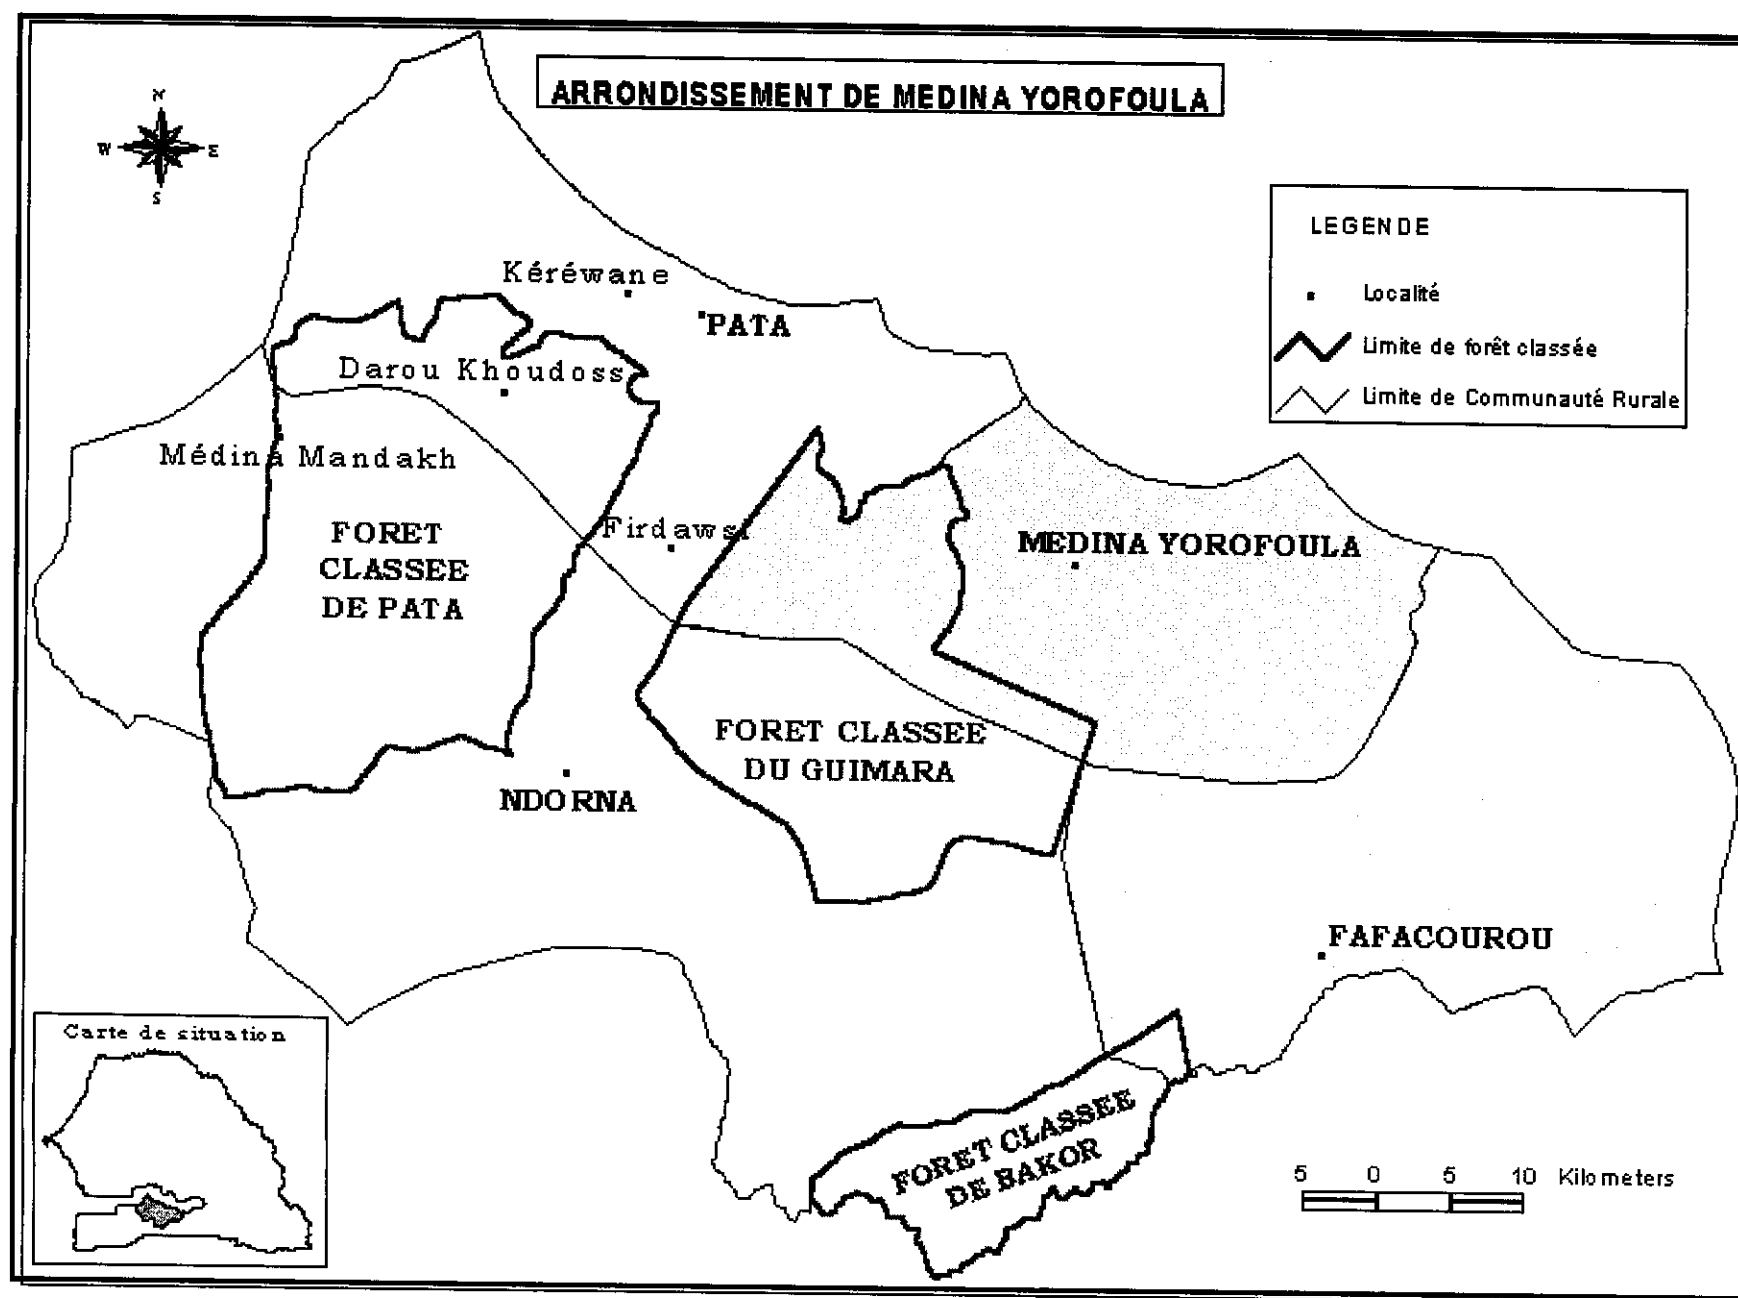 ARRONDISSEMENT DE MEDINA YOROFOULA
N
W E
S
LEGENDE
Localité
Limite de forêt classée
Limite de Communauté Rurale
Kéréwane
PATA
Darou Khoudoss
Médina Mandakh
Firdawsi
FORET
CLASSEE
DE PATA
MEDINA YOROFOULA
FORET CLASSEE
DU GUIMARA
NDORNA
FAFACOUROU
Carte de situation
FORET CLASSEE
DE BAKOR
5 0 5 10 Kilometers